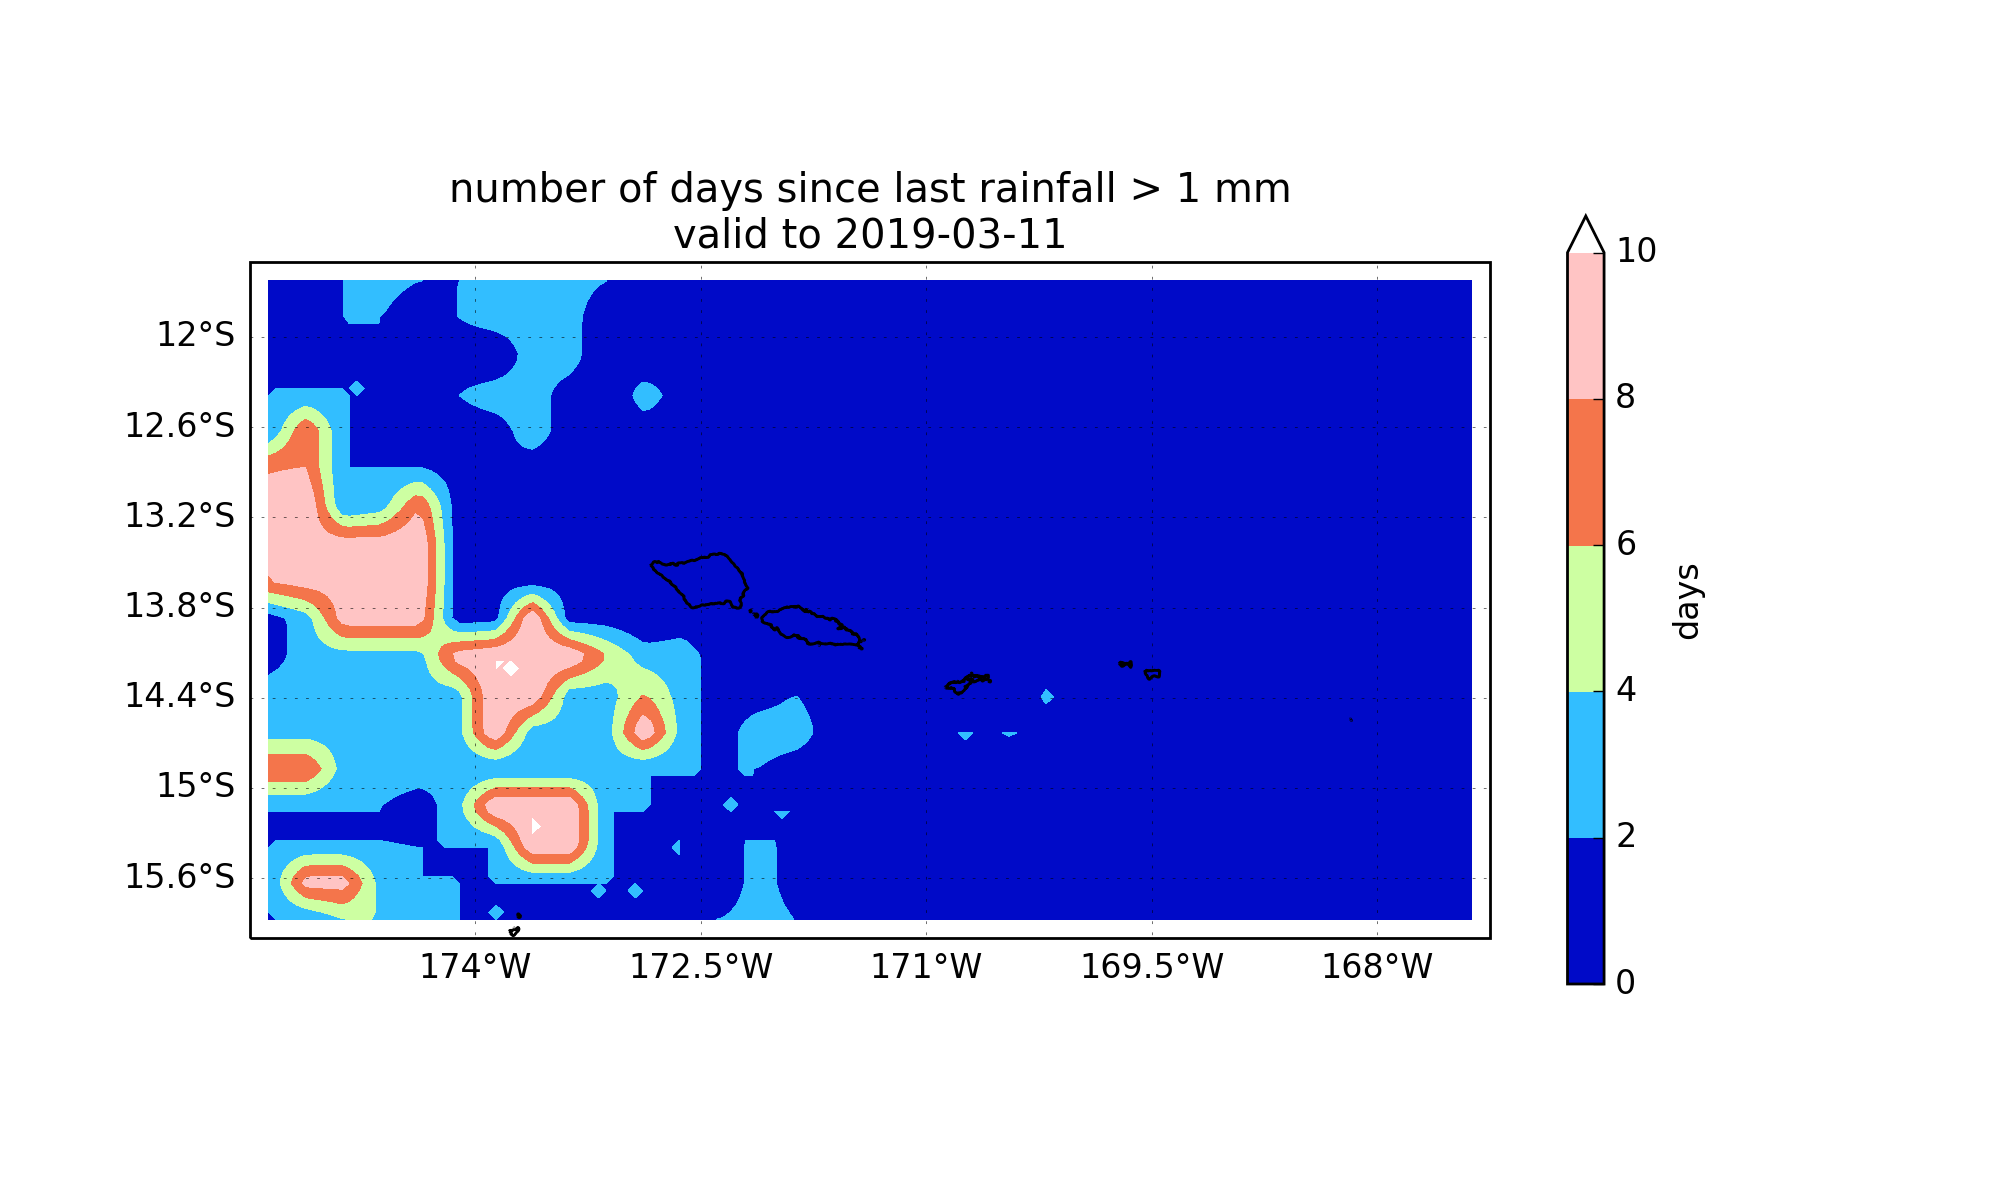 number of days since last rainfall > 1 mm
valid to 2019-03-11
12°S
12.6°S
13.2°S
13.8°S
14.4°S
15°S
15.6°S
174°W
172.5°W
171°W
169.5°W
168°W
10
8
6
4
2
0
days